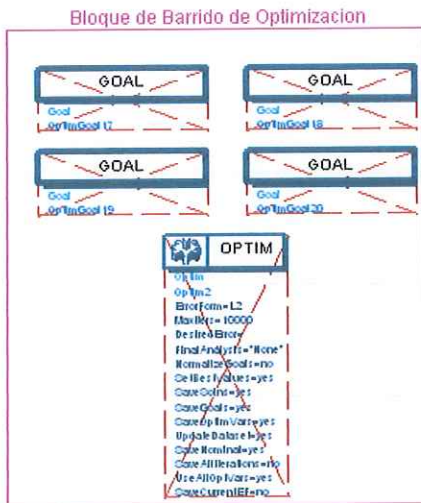 Bloque de Barrido de Optimizacion
GOAL
Goal
OpTimGoal17
GOAL
Goal
OpTimGoal18
GOAL
Goal
OpTimGoal19
GOAL
Goal
OpTimGoal20
OPTIM
Optim
Optim2
ErrorForm=L2
MaxIters=10000
DesiredError=
FinalAnalysis="None"
NormalizeGoals=no
SetBestValues=yes
SaveSolns=yes
SaveGoals=yes
SaveOptimVars=yes
UpdateDataset=yes
SaveNominal=yes
SaveAllIterations=no
UseAllOptVars=yes
SaveCurrentEF=no